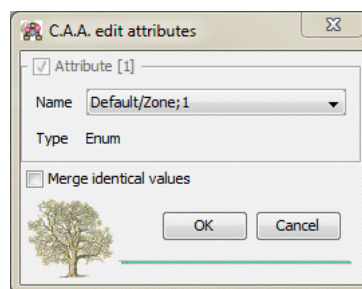 C.A.A. edit attributes
Attribute [1]
Name Default/Zone;1
Type Enum
Merge identical values
OK Cancel